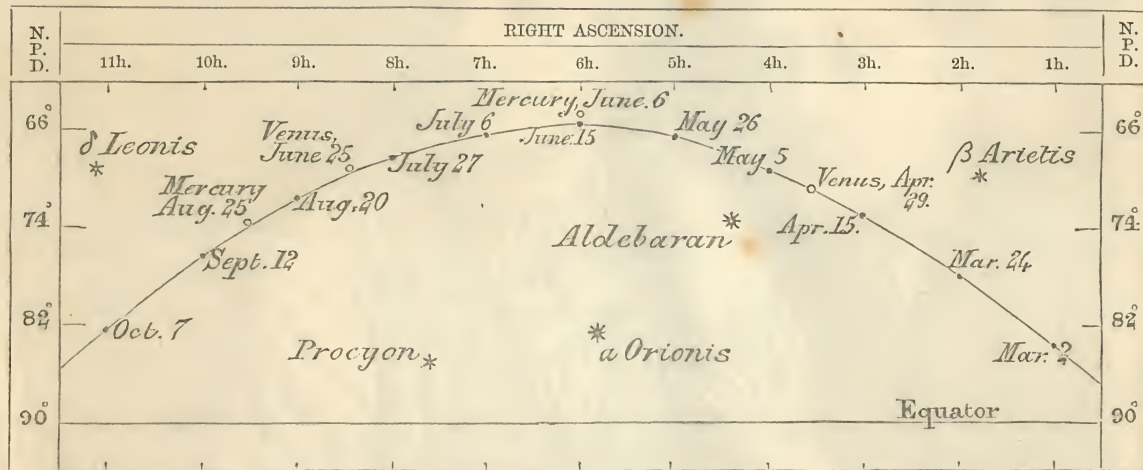 N. P. D.
RIGHT ASCENSION.
N. P. D.
11h. 10h. 9h. 8h. 7h. 6h. 5h. 4h. 3h. 2h. 1h.
66°
δ Leonis
Venus,
June 25
Mercury
Aug. 25
July 6
July 27
Aug. 20
Sept. 12
Oct. 7
Mercury, June. 6
June. 15
May 26
May 5
Venus, Apr.
29.
β Arietis
66°
74°
Aldebaran
Apr. 15.
Mar. 24
74°
82°
Procyon
α Orionis
Mar. 2
82°
90°
Equator
90°